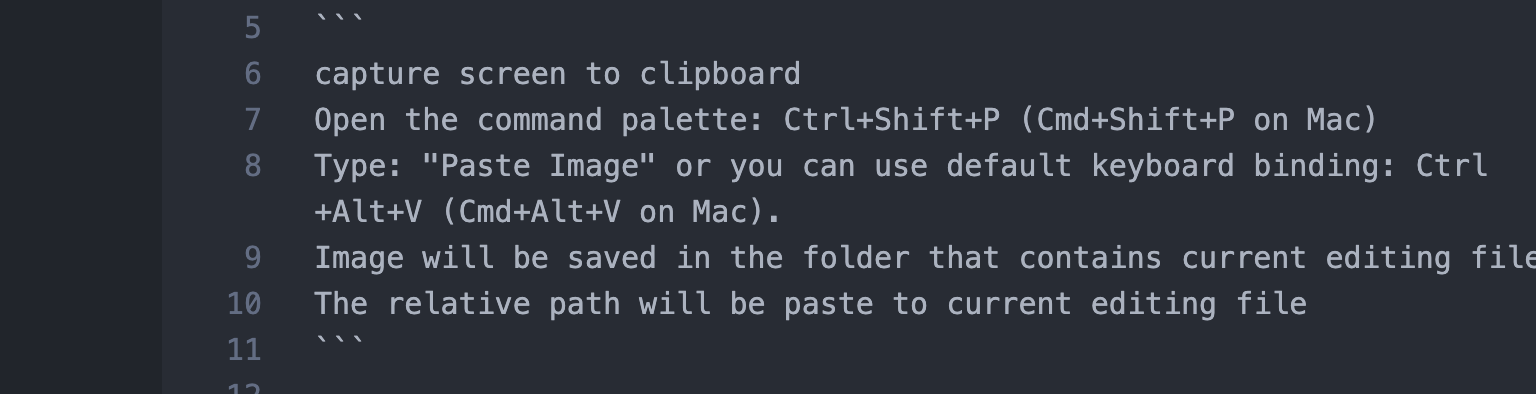 5 ```
6 capture screen to clipboard
7 Open the command palette: Ctrl+Shift+P (Cmd+Shift+P on Mac)
8 Type: "Paste Image" or you can use default keyboard binding: Ctrl
+Alt+V (Cmd+Alt+V on Mac).
9 Image will be saved in the folder that contains current editing file
10 The relative path will be paste to current editing file
11 ```
12